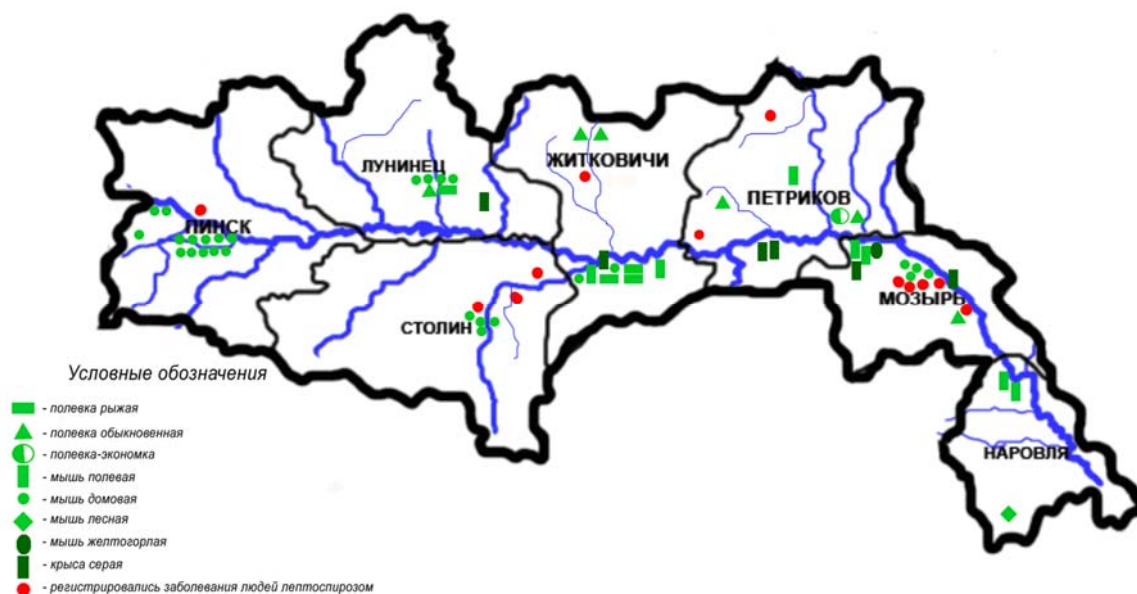 ЛУНИНЕЦ
ЖИТКОВИЧИ
ПЕТРИКОВ
ПИНСК
МОЗЫРЬ
СТОЛИН
НАРОВЛЯ
Условные обозначения
- полевка рыжая
- полевка обыкновенная
- полевка-экономка
- мышь полевая
- мышь домовая
- мышь лесная
- мышь желтогорлая
- крыса серая
- регистрировались заболевания людей лептоспирозом